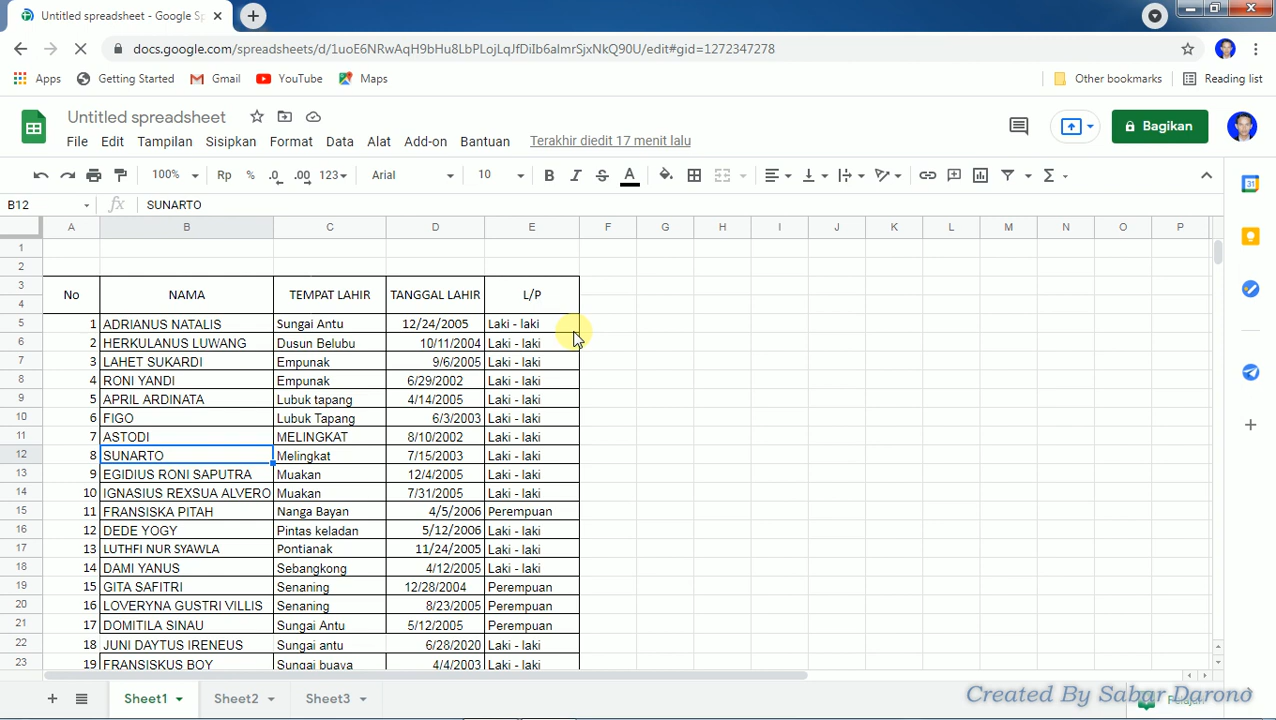 Untitled spreadsheet - Google Sp
docs.google.com/spreadsheets/d/1uoE6NRwAqH9bHu8LbPLojLqJfDiIb6aImrSjxNkQ90U/edit#gid=1272347278
Apps Getting Started Gmail YouTube Maps Other bookmarks Reading list
Untitled spreadsheet
Bagikan
File Edit Tampilan Sisipkan Format Data Alat Add-on Bantuan Terakhir diedit 17 menit lalu
100% Rp % .0 .00 123 Arial 10 B I S A
B12 fx SUNARTO
A B C D E F G H I J K L M N O P
1
2
3
No NAMA TEMPAT LAHIR TANGGAL LAHIR L/P
4
5 1 ADRIANUS NATALIS Sungai Antu 12/24/2005 Laki - laki
6 2 HERKULANUS LUWANG Dusun Belubu 10/11/2004 Laki - laki
7 3 LAHET SUKARDI Empunak 9/6/2005 Laki - laki
8 4 RONI YANDI Empunak 6/29/2002 Laki - laki
9 5 APRIL ARDINATA Lubuk tapang 4/14/2005 Laki - laki
10 6 FIGO Lubuk Tapang 6/3/2003 Laki - laki
11 7 ASTODI MELINGKAT 8/10/2002 Laki - laki
12 8 SUNARTO Melingkat 7/15/2003 Laki - laki
13 9 EGIDIUS RONI SAPUTRA Muakan 12/4/2005 Laki - laki
14 10 IGNASIUS REXSUA ALVERO Muakan 7/31/2005 Laki - laki
15 11 FRANSISKA PITAH Nanga Bayan 4/5/2006 Perempuan
16 12 DEDE YOGY Pintas keladan 5/12/2006 Laki - laki
17 13 LUTHFI NUR SYAWLA Pontianak 11/24/2005 Laki - laki
18 14 DAMI YANUS Sebangkong 4/12/2005 Laki - laki
19 15 GITA SAFITRI Senaning 12/28/2004 Perempuan
20 16 LOVERYNA GUSTRI VILLIS Senaning 8/23/2005 Perempuan
21 17 DOMITILA SINAU Sungai Antu 5/12/2005 Perempuan
22 18 JUNI DAYTUS IRENEUS Sungai antu 6/28/2020 Laki - laki
23 19 FRANSISKUS BOY Sungai buaya 4/4/2003 Laki - laki
Sheet1 Sheet2 Sheet3
Created By Sabar Darono